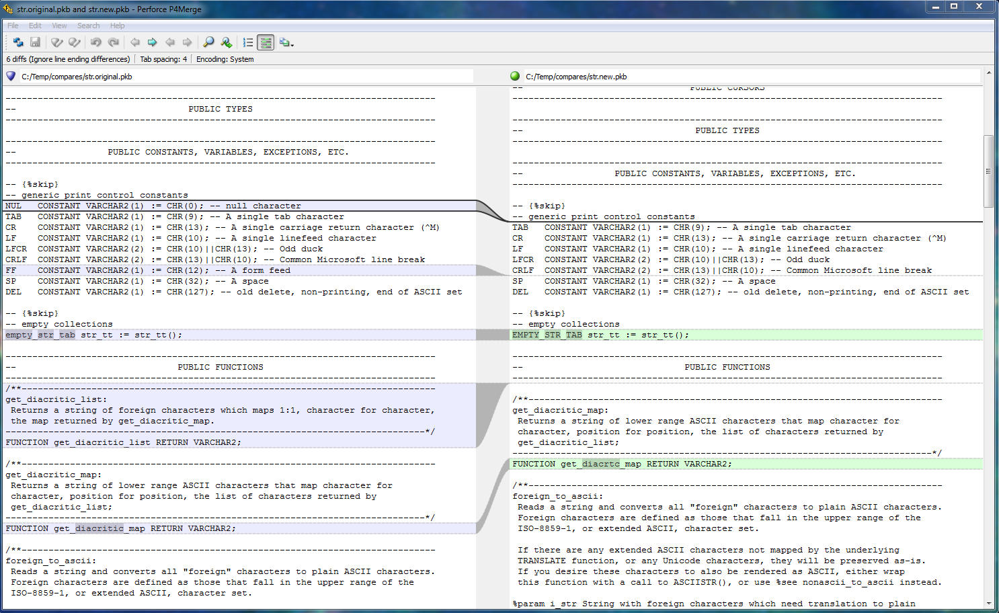 str.original.pkb and str.new.pkb - Perforce P4Merge
File Edit View Search Help
6 diffs (Ignore line ending differences) Tab spacing: 4 Encoding: System
C:/Temp/compares/str.original.pkb
--------------------------------------------------------------------------------
-- PUBLIC TYPES
--------------------------------------------------------------------------------
--------------------------------------------------------------------------------
-- PUBLIC CONSTANTS, VARIABLES, EXCEPTIONS, ETC.
--------------------------------------------------------------------------------
-- {%skip}
-- generic print control constants
NUL CONSTANT VARCHAR2(1) := CHR(0); -- null character
TAB CONSTANT VARCHAR2(1) := CHR(9); -- A single tab character
CR CONSTANT VARCHAR2(1) := CHR(13); -- A single carriage return character (^M)
LF CONSTANT VARCHAR2(1) := CHR(10); -- A single linefeed character
LFCR CONSTANT VARCHAR2(2) := CHR(10)||CHR(13); -- Odd duck
CRLF CONSTANT VARCHAR2(2) := CHR(13)||CHR(10); -- Common Microsoft line break
FF CONSTANT VARCHAR2(1) := CHR(12); -- A form feed
SP CONSTANT VARCHAR2(1) := CHR(32); -- A space
DEL CONSTANT VARCHAR2(1) := CHR(127); -- old delete, non-printing, end of ASCII set
-- {%skip}
-- empty collections
empty_str_tab str_tt := str_tt();
--------------------------------------------------------------------------------
-- PUBLIC FUNCTIONS
--------------------------------------------------------------------------------
/**-----------------------------------------------------------------------------
get_diacritic_list:
Returns a string of foreign characters which maps 1:1, character for character,
the map returned by get_diacritic_map.
------------------------------------------------------------------------------*/
FUNCTION get_diacritic_list RETURN VARCHAR2;
/**-----------------------------------------------------------------------------
get_diacritic_map:
Returns a string of lower range ASCII characters that map character for
character, position for position, the list of characters returned by
get_diacritic_list;
------------------------------------------------------------------------------*/
FUNCTION get_diacritic_map RETURN VARCHAR2;
/**-----------------------------------------------------------------------------
foreign_to_ascii:
Reads a string and converts all "foreign" characters to plain ASCII characters.
Foreign characters are defined as those that fall in the upper range of the
ISO-8859-1, or extended ASCII, character set.
C:/Temp/compares/str.new.pkb
-- PUBLIC CURSORS
--------------------------------------------------------------------------------
--------------------------------------------------------------------------------
-- PUBLIC TYPES
--------------------------------------------------------------------------------
--------------------------------------------------------------------------------
-- PUBLIC CONSTANTS, VARIABLES, EXCEPTIONS, ETC.
--------------------------------------------------------------------------------
-- {%skip}
-- generic print control constants
TAB CONSTANT VARCHAR2(1) := CHR(9); -- A single tab character
CR CONSTANT VARCHAR2(1) := CHR(13); -- A single carriage return character (^M)
LF CONSTANT VARCHAR2(1) := CHR(10); -- A single linefeed character
LFCR CONSTANT VARCHAR2(2) := CHR(10)||CHR(13); -- Odd duck
CRLF CONSTANT VARCHAR2(2) := CHR(13)||CHR(10); -- Common Microsoft line break
SP CONSTANT VARCHAR2(1) := CHR(32); -- A space
DEL CONSTANT VARCHAR2(1) := CHR(127); -- old delete, non-printing, end of ASCII set
-- {%skip}
-- empty collections
EMPTY_STR_TAB str_tt := str_tt();
--------------------------------------------------------------------------------
-- PUBLIC FUNCTIONS
--------------------------------------------------------------------------------
/**-----------------------------------------------------------------------------
get_diacritic_map:
Returns a string of lower range ASCII characters that map character for
character, position for position, the list of characters returned by
get_diacritic_list;
------------------------------------------------------------------------------*/
FUNCTION get_diacrtc_map RETURN VARCHAR2;
/**-----------------------------------------------------------------------------
foreign_to_ascii:
Reads a string and converts all "foreign" characters to plain ASCII characters.
Foreign characters are defined as those that fall in the upper range of the
ISO-8859-1, or extended ASCII, character set.
If there are any extended ASCII characters not mapped by the underlying
TRANSLATE function, or any Unicode characters, they will be preserved as-is.
If you desire these characters to also be rendered as ASCII, either wrap
this function with a call to ASCIISTR(), or use %see nonascii_to_ascii instead.
%param i_str String with foreign characters which need translation to plain